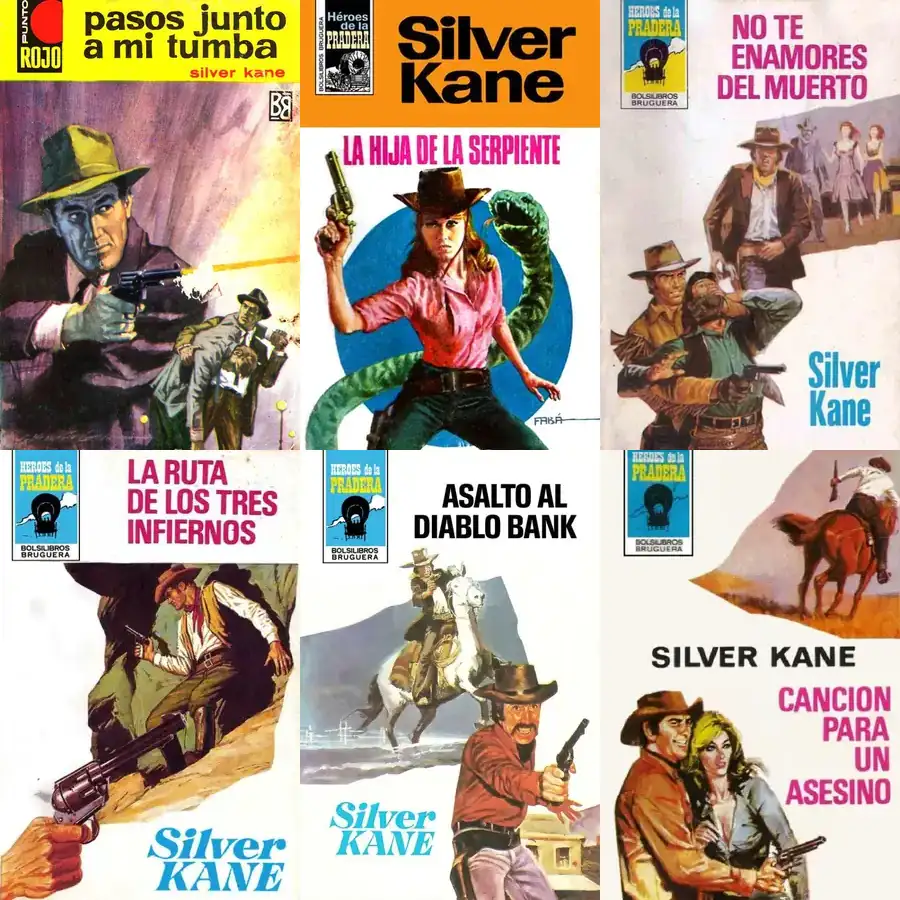 PUNTO
ROJO
pasos junto
a mi tumba
silver kane
BB
BOLSILIBROS BRUGUERA
Héroes
de la
PRADERA
Silver
Kane
LA HIJA DE LA SERPIENTE
FABÁ
HEROES de la
PRADERA
BOLSILIBROS
BRUGUERA
NO TE
ENAMORES
DEL MUERTO
Silver
Kane
HEROES de la
PRADERA
BOLSILIBROS
BRUGUERA
LA RUTA
DE LOS TRES
INFIERNOS
Silver
KANE
HEROES de la
PRADERA
BOLSILIBROS
BRUGUERA
ASALTO AL
DIABLO BANK
Silver
KANE
HEROES de la
PRADERA
BOLSILIBROS
BRUGUERA
SILVER KANE
CANCION
PARA
UN
ASESINO